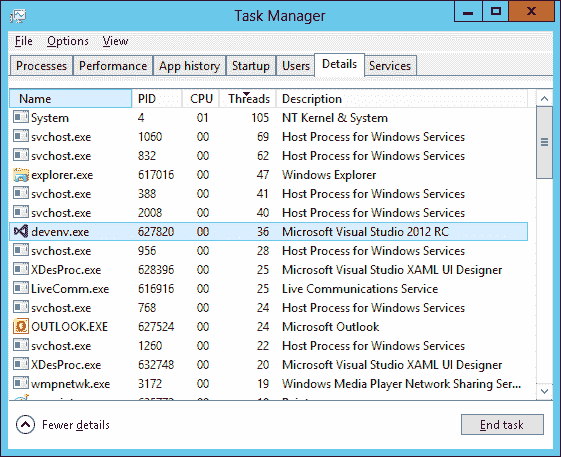 Task Manager
File Options View
Processes Performance App history Startup Users Details Services
Name PID CPU Threads Description
System 4 01 105 NT Kernel & System
svchost.exe 1060 00 69 Host Process for Windows Services
svchost.exe 832 00 62 Host Process for Windows Services
explorer.exe 617016 00 47 Windows Explorer
svchost.exe 388 00 41 Host Process for Windows Services
svchost.exe 2008 00 40 Host Process for Windows Services
devenv.exe 627820 00 36 Microsoft Visual Studio 2012 RC
svchost.exe 956 00 28 Host Process for Windows Services
XDesProc.exe 628396 00 25 Microsoft Visual Studio XAML UI Designer
LiveComm.exe 616916 00 25 Live Communications Service
svchost.exe 768 00 24 Host Process for Windows Services
OUTLOOK.EXE 627524 00 24 Microsoft Outlook
svchost.exe 1260 00 22 Host Process for Windows Services
XDesProc.exe 632748 00 20 Microsoft Visual Studio XAML UI Designer
wmpnetwk.exe 3172 00 19 Windows Media Player Network Sharing Ser...
Fewer details End task